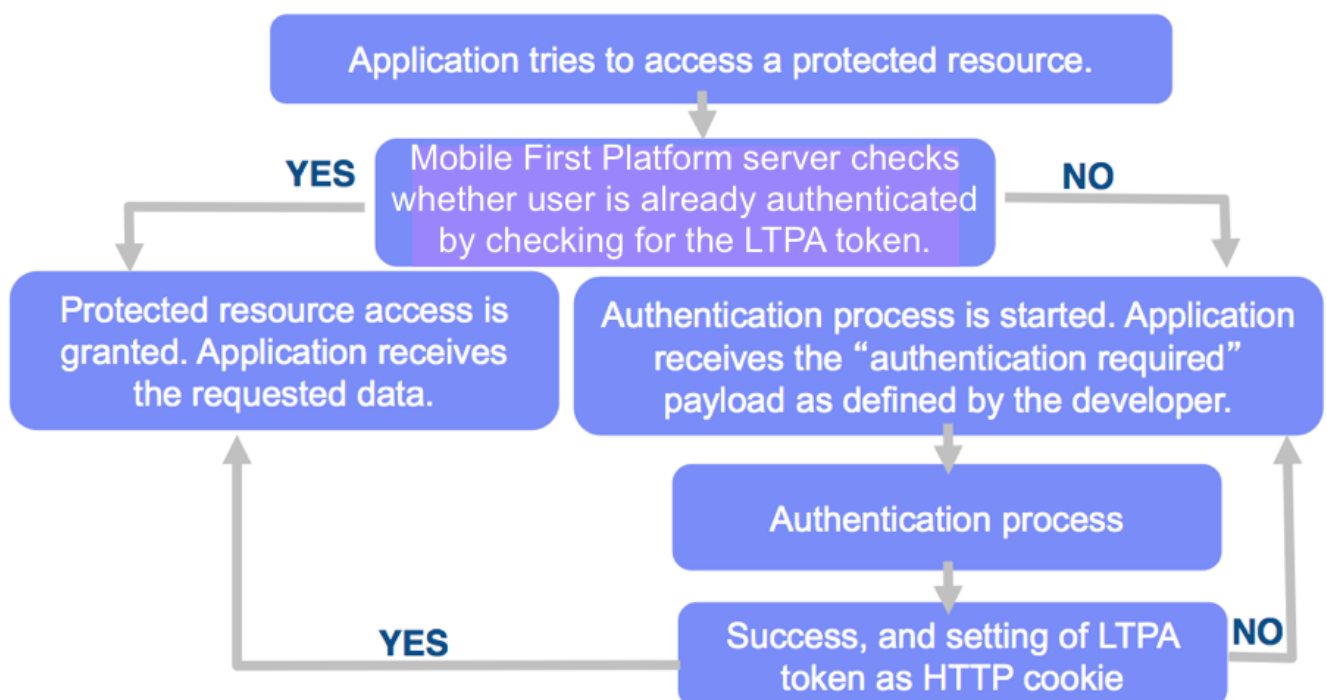 Application tries to access a protected resource.
YES
Mobile First Platform server checks
whether user is already authenticated
by checking for the LTPA token.
NO
Protected resource access is
granted. Application receives
the requested data.
Authentication process is started. Application
receives the “authentication required”
payload as defined by the developer.
Authentication process
YES
Success, and setting of LTPA
token as HTTP cookie
NO